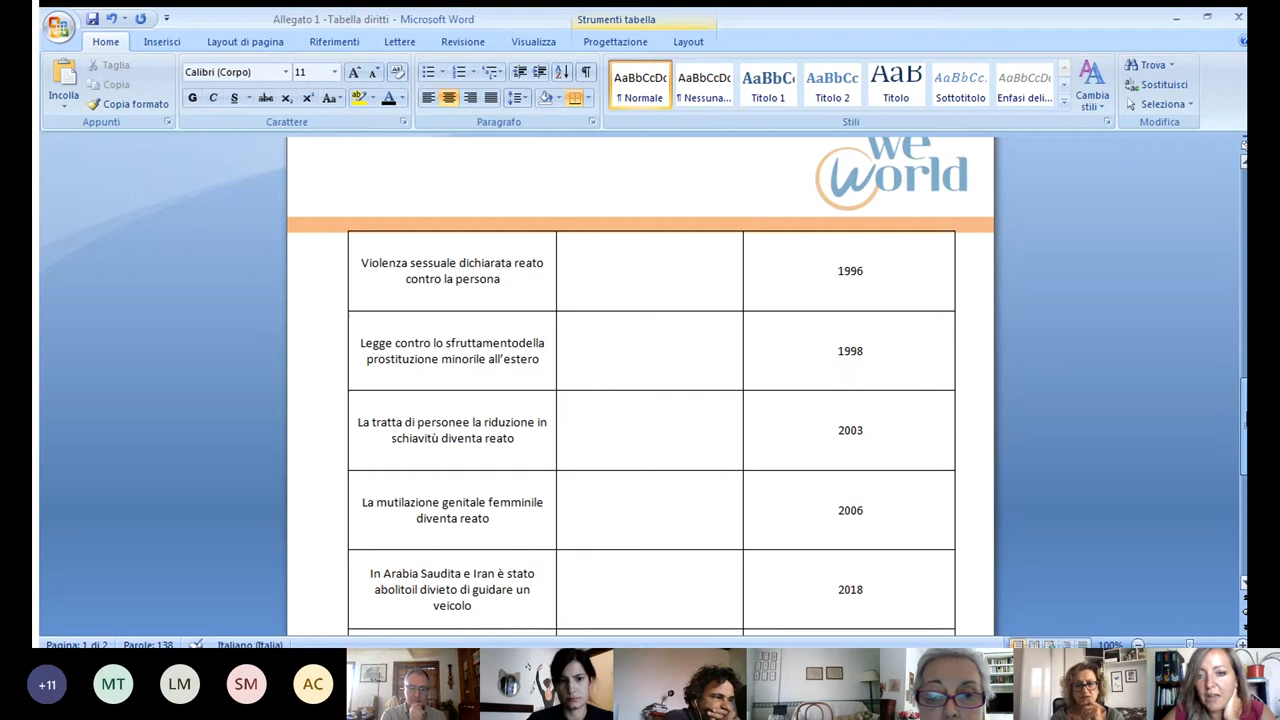 Allegato 1 -Tabella diritti - Microsoft Word
Strumenti tabella
Home
Inserisci
Layout di pagina
Riferimenti
Lettere
Revisione
Visualizza
Progettazione
Layout
Incolla
Taglia
Copia
Copia formato
Appunti
Calibri (Corpo)
11
G C S abc x₂ x² Aa
Carattere
Paragrafo
AaBbCcDc
¶ Normale
AaBbCcDc
¶ Nessuna...
AaBbC
Titolo 1
AaBbCc
Titolo 2
AaB
Titolo
AaBbCc.
Sottotitolo
AaBbCcDc
Enfasi deli...
Cambia
stili
Stili
Trova
Sostituisci
Seleziona
Modifica
we
world
Violenza sessuale dichiarata reato
contro la persona
1996
Legge contro lo sfruttamentodella
prostituzione minorile all'estero
1998
La tratta di personee la riduzione in
schiavitù diventa reato
2003
La mutilazione genitale femminile
diventa reato
2006
In Arabia Saudita e Iran è stato
abolitoil divieto di guidare un
veicolo
2018
Pagina: 1 di 2
Parole: 138
Italiano (Italia)
100%
+11
MT
LM
SM
AC